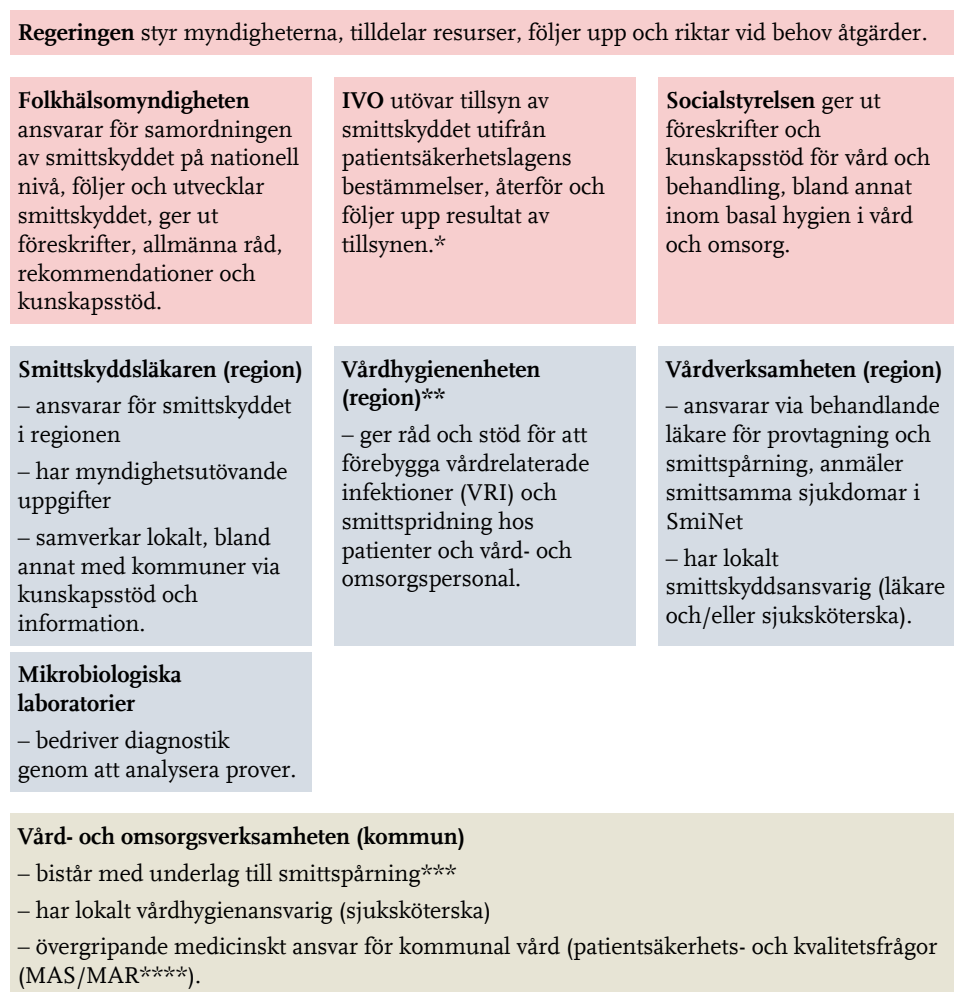 Regeringen styr myndigheterna, tilldelar resurser, följer upp och riktar vid behov åtgärder.
Folkhälsomyndigheten
ansvarar för samordningen
av smittskyddet på nationell
nivå, följer och utvecklar
smittskyddet, ger ut
föreskrifter, allmänna råd,
rekommendationer och
kunskapsstöd.
IVO utövar tillsyn av
smittskyddet utifrån
patientsäkerhetslagens
bestämmelser, återför och
följer upp resultat av
tillsynen.*
Socialstyrelsen ger ut
föreskrifter och
kunskapsstöd för vård och
behandling, bland annat
inom basal hygien i vård
och omsorg.
Smittskyddsläkaren (region)
– ansvarar för smittskyddet
i regionen
– har myndighetsutövande
uppgifter
– samverkar lokalt, bland
annat med kommuner via
kunskapsstöd och
information.
Vårdhygienenheten
(region)**
– ger råd och stöd för att
förebygga vårdrelaterade
infektioner (VRI) och
smittspridning hos
patienter och vård- och
omsorgspersonal.
Vårdverksamheten (region)
– ansvarar via behandlande
läkare för provtagning och
smittspårning, anmäler
smittsamma sjukdomar i
SmiNet
– har lokalt
smittskyddsansvarig (läkare
och/eller sjuksköterska).
Mikrobiologiska
laboratorier
– bedriver diagnostik
genom att analysera prover.
Vård- och omsorgsverksamheten (kommun)
– bistår med underlag till smittspårning***
– har lokalt vårdhygienansvarig (sjuksköterska)
– övergripande medicinskt ansvar för kommunal vård (patientsäkerhets- och kvalitetsfrågor
(MAS/MAR****).